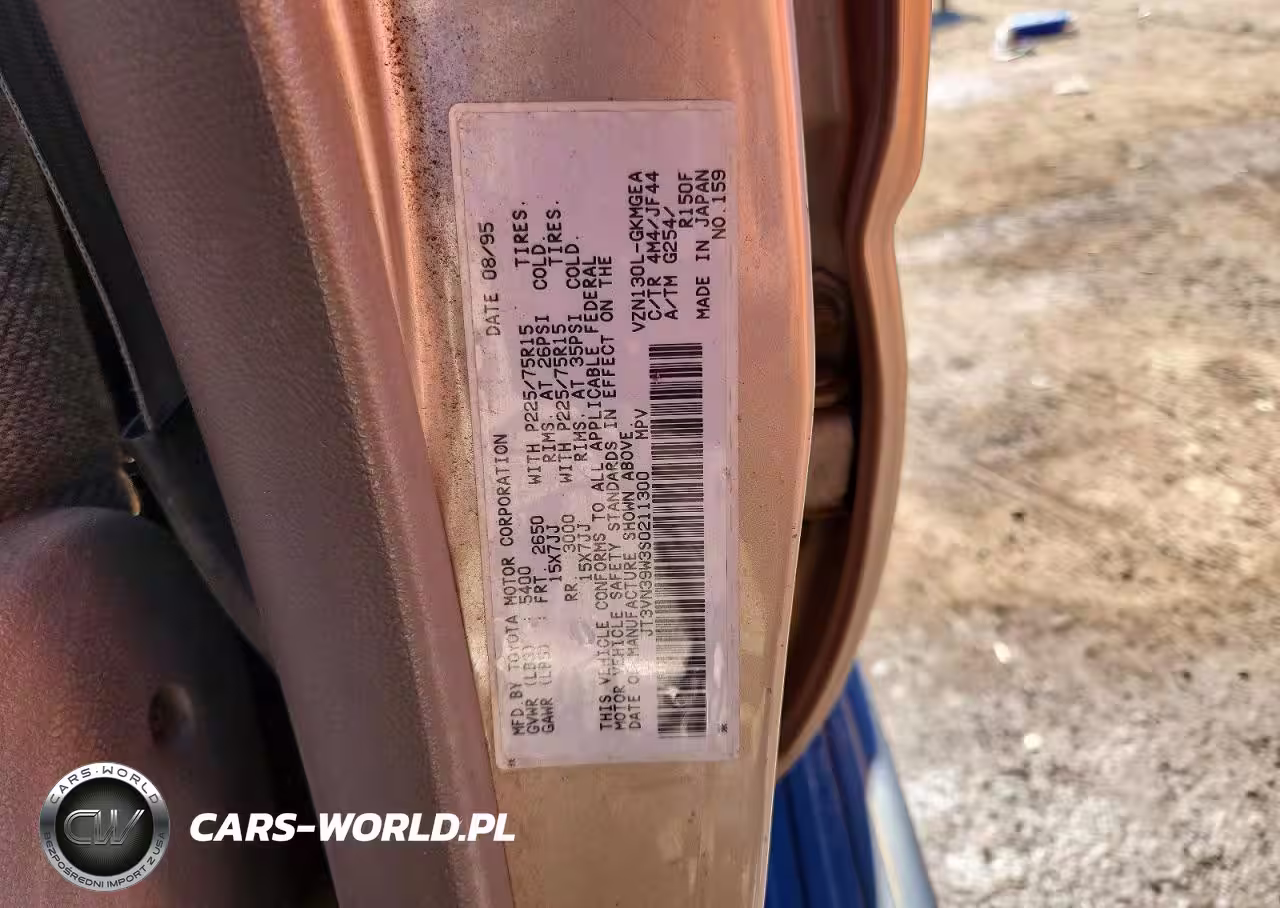 DATE 08/95
MFD.BY TOYOTA MOTOR CORPORATION
GVWR (LBS) : 5400
GAWR (LBS) : FRT 2650 WITH P225/75R15 TIRES.
15X7JJ RIMS. AT 26PSI COLD
RR 3000 WITH P225/75R15 TIRES.
15X7JJ RIMS. AT 35PSI COLD.
THIS VEHICLE CONFORMS TO ALL APPLICABLE FEDERAL
MOTOR VEHICLE SAFETY STANDARDS IN EFFECT ON THE
DATE OF MANUFACTURE SHOWN ABOVE.
JT3VN39W3S0211300 MPV
VZN130L-GKMGEA
C/TR 4M4/JF44
A/TM G254/
R150F
MADE IN JAPAN
NO.159
CARS-WORLD
CW
BEZPOŚREDNI IMPORT Z USA
CARS-WORLD.PL